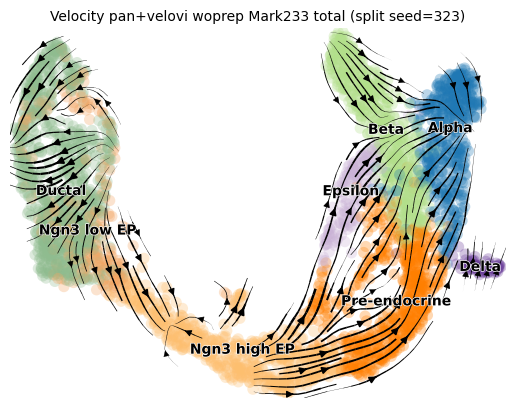 Velocity pan+velovi woprep Mark233 total (split seed=323)
Beta
Alpha
Ductal
Epsilon
Ngn3 low EP
Delta
Pre-endocrine
Ngn3 high EP